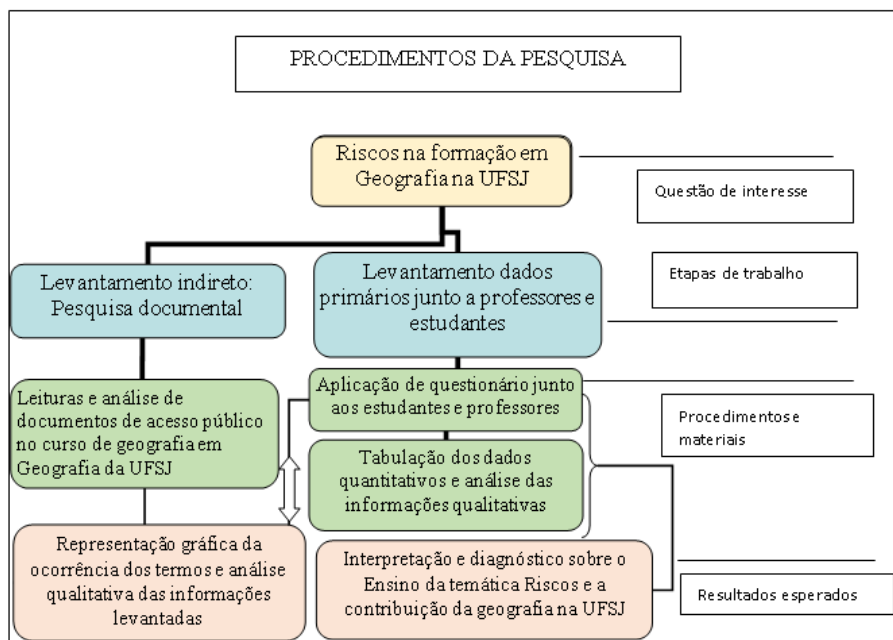 PROCEDIMENTOS DA PESQUISA
Riscos na formação em
Geografia na UFSJ
Questão de interesse
Levantamento indireto:
Pesquisa documental
Levantamento dados
primários junto a professores e
estudantes
Etapas de trabalho
Leituras e análise de
documentos de acesso público
no curso de geografia em
Geografia da UFSJ
Aplicação de questionário junto
aos estudantes e professores
Tabulação dos dados
quantitativos e análise das
informações qualitativas
Procedimentos e
materiais
Representação gráfica da
ocorrência dos termos e análise
qualitativa das informações
levantadas
Interpretação e diagnóstico sobre o
Ensino da temática Riscos e a
contribuição da geografia na UFSJ
Resultados esperados